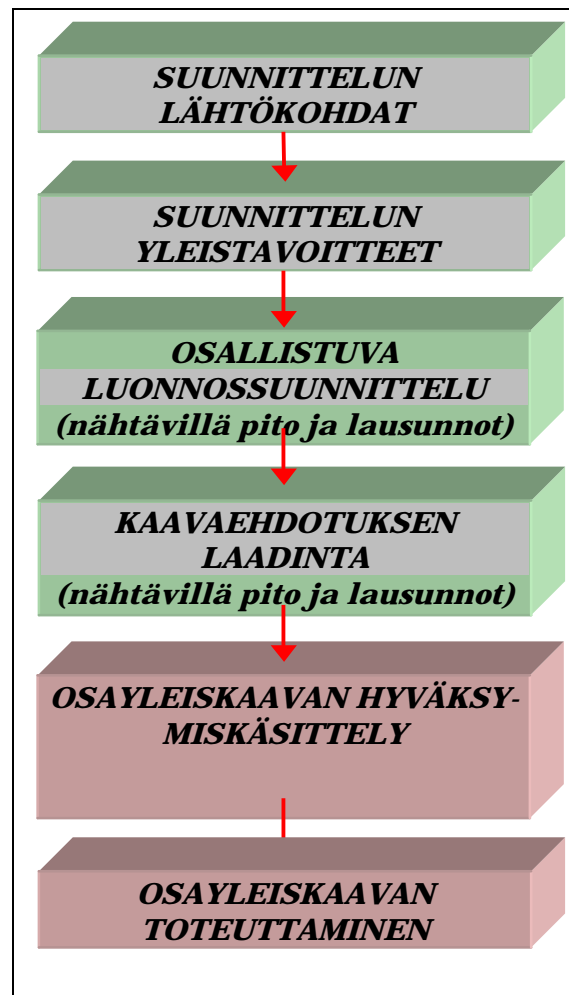 SUUNNITTELUN
LÄHTÖKOHDAT
SUUNNITTELUN
YLEISTAVOITTEET
OSALLISTUVA
LUONNOSSUUNNITTELU
(nähtävillä pito ja lausunnot)
KAAVAEHDOTUKSEN
LAADINTA
(nähtävillä pito ja lausunnot)
OSAYLEISKAAVAN HYVÄKSY-
MISKÄSITTELY
OSAYLEISKAAVAN
TOTEUTTAMINEN